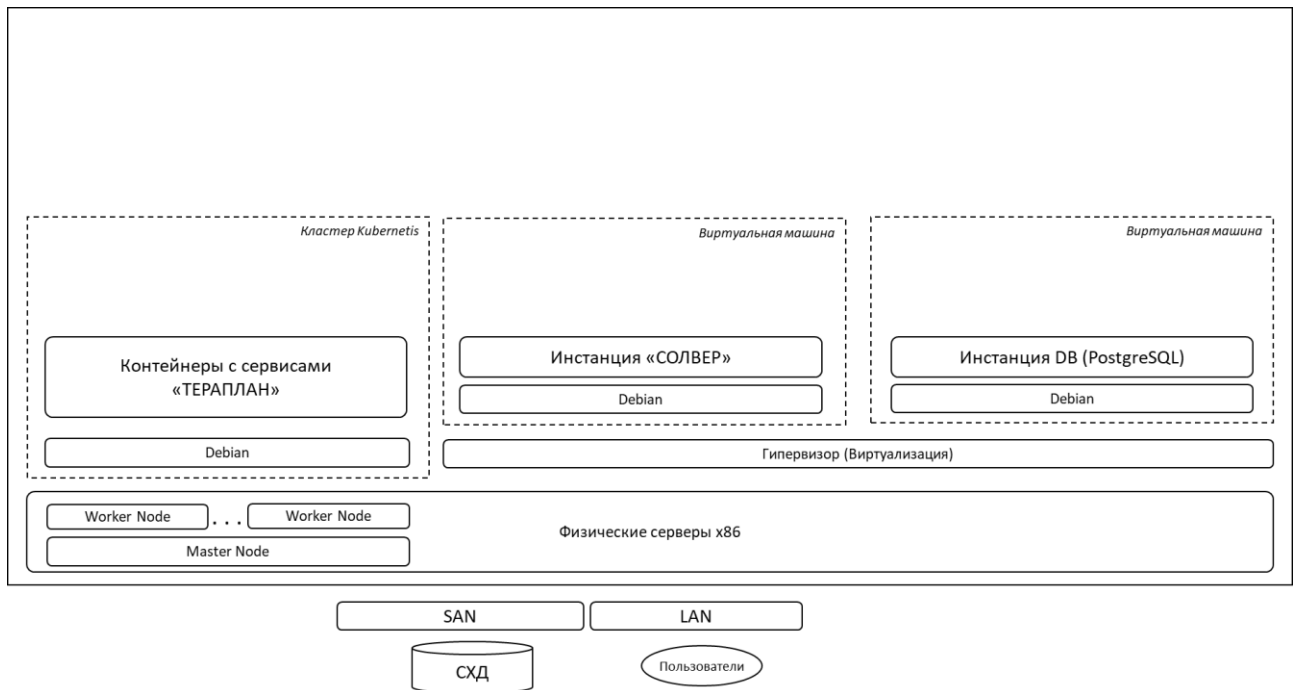 Кластер Kubernetis
Виртуальная машина
Виртуальная машина
Контейнеры с сервисами
«ТЕРАПЛАН»
Инстанция «СОЛВЕР»
Инстанция DB (PostgreSQL)
Debian
Debian
Debian
Гипервизор (Виртуализация)
Worker Node
. . .
Worker Node
Master Node
Физические серверы x86
SAN
LAN
СХД
Пользователи